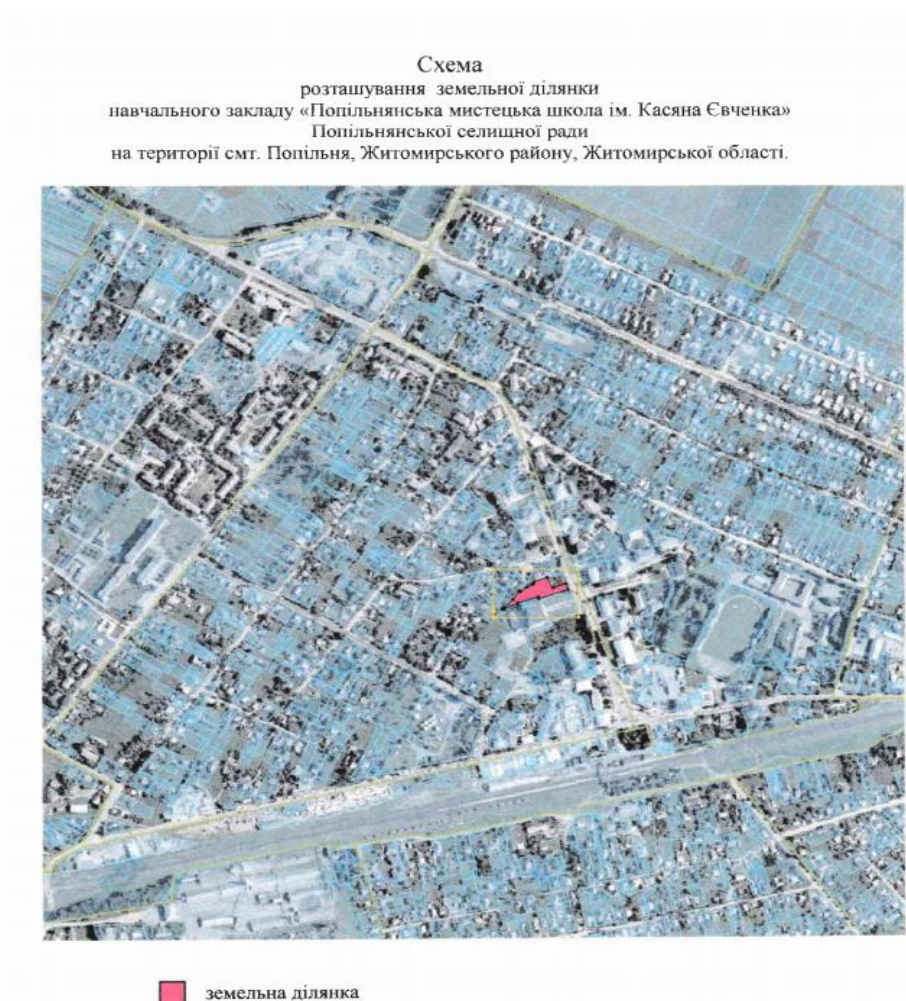 Схема
розташування земельної ділянки
навчального закладу «Попільнянська мистецька школа ім. Касяна Євченка»
Попільнянської селищної ради
на території смт. Попільня, Житомирського району, Житомирської області.
земельна ділянка